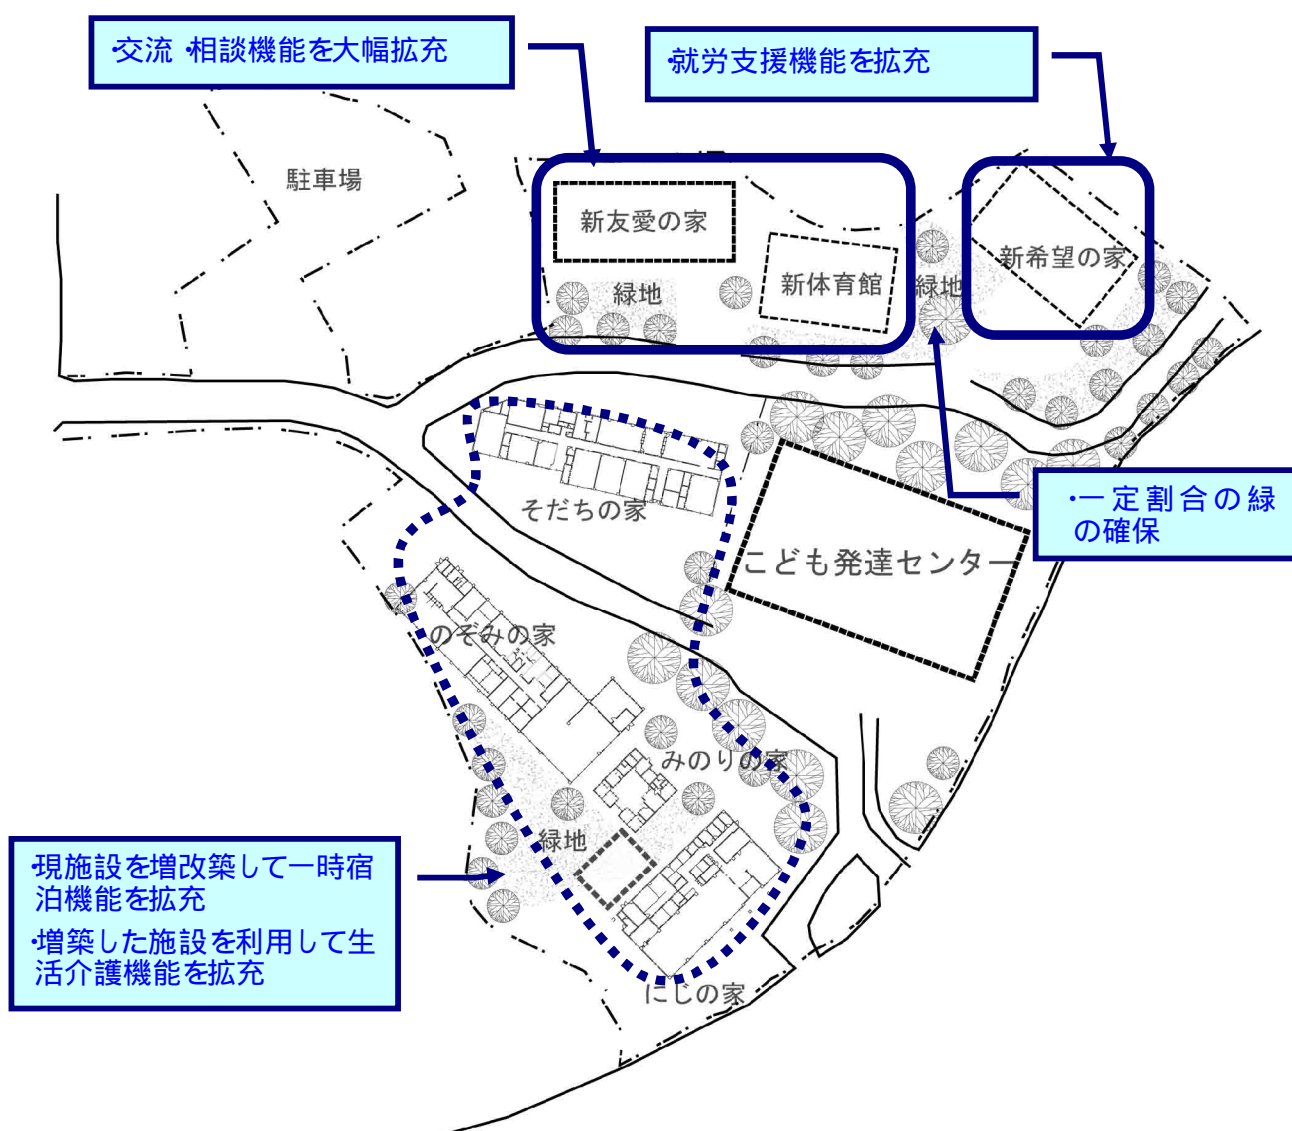 ・交流・相談機能を大幅拡充
・就労支援機能を拡充
駐車場
新友愛の家
新体育館
緑地
緑地
新希望の家
・一定割合の緑
の確保
そだちの家
こども発達センター
のぞみの家
みのりの家
緑地
・現施設を増改築して一時宿
泊機能を拡充
・増築した施設を利用して生
活介護機能を拡充
にじの家